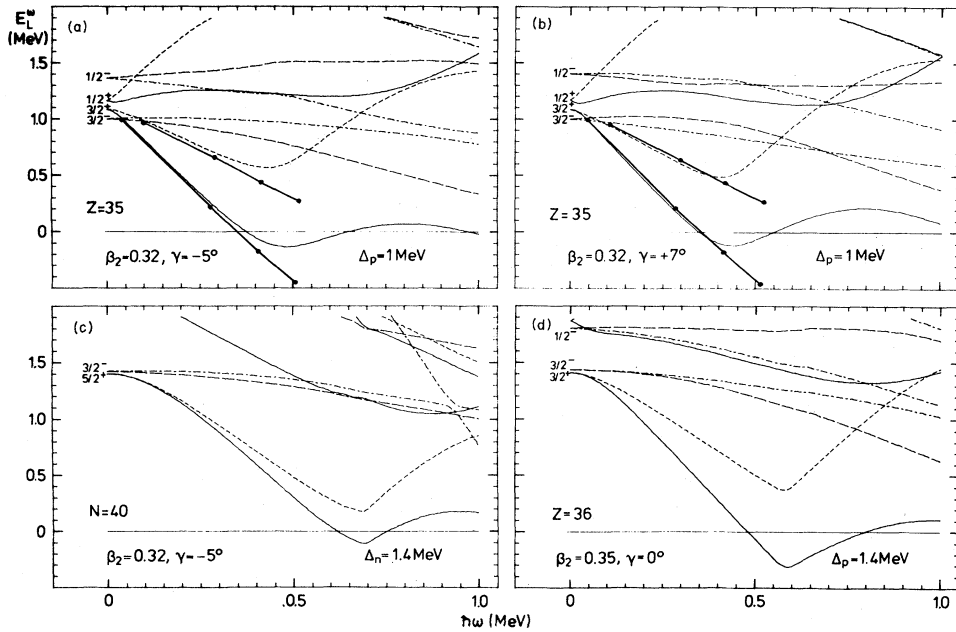 E_L^ω (MeV)
(a)
1.5
1.0
0.5
0
1/2⁻
1/2⁺
3/2⁺
3/2⁻
Z=35
β₂=0.32, γ=-5°
Δp=1MeV
(b)
1/2⁻
1/2⁺
3/2⁺
3/2⁻
Z=35
β₂=0.32, γ=+7°
Δp=1MeV
(c)
1.5
1.0
0.5
0
3/2⁻
5/2⁺
N=40
β₂=0.32, γ=-5°
Δn=1.4MeV
(d)
1/2⁻
3/2⁻
3/2⁺
Z=36
β₂=0.35, γ=0°
Δp=1.4MeV
0 0.5 1.0 0 0.5 1.0
ħω (MeV)